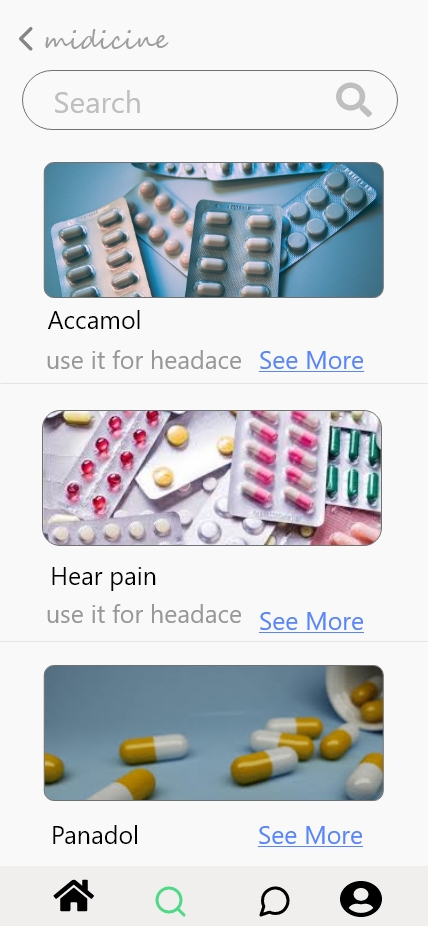 midicine
Search
Accamol
use it for headace See More
Hear pain
use it for headace See More
Panadol See More